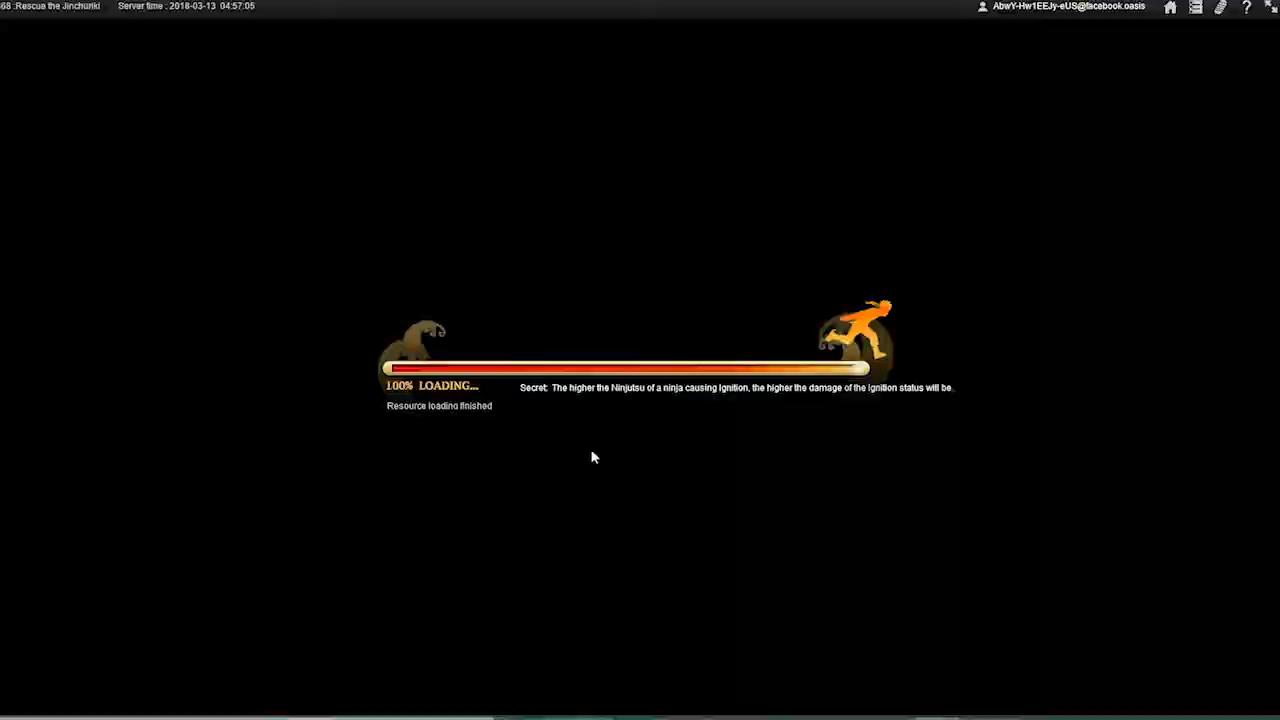 68 :Rescue the Jinchuriki Server time : 2018-03-13 04:57:05 AbwY-Hw1EEJy-eUS@facebook.oasis ?
100% LOADING... Secret: The higher the Ninjutsu of a ninja causing Ignition, the higher the damage of the Ignition status will be.
Resource loading finished